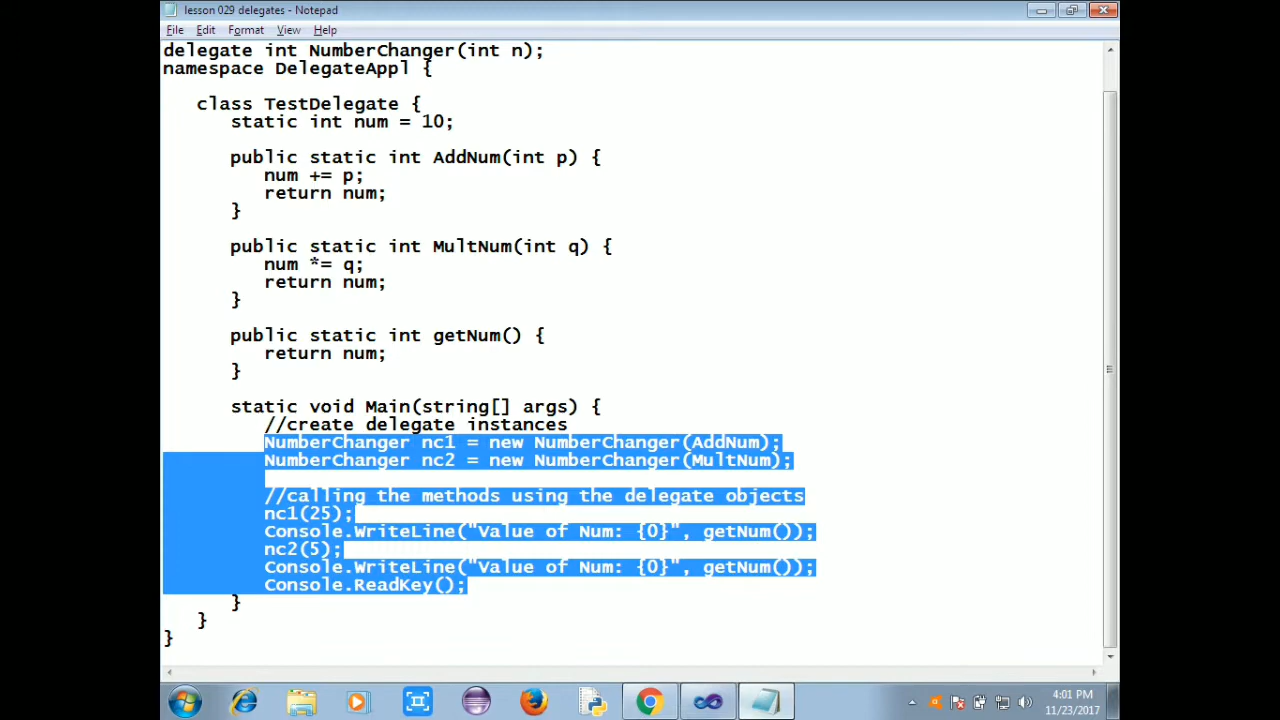 lesson 029 delegates - Notepad
File Edit Format View Help
delegate int NumberChanger(int n);
namespace DelegateAppl {
class TestDelegate {
static int num = 10;
public static int AddNum(int p) {
num += p;
return num;
}
public static int MultNum(int q) {
num *= q;
return num;
}
public static int getNum() {
return num;
}
static void Main(string[] args) {
//create delegate instances
NumberChanger nc1 = new NumberChanger(AddNum);
NumberChanger nc2 = new NumberChanger(MultNum);
//calling the methods using the delegate objects
nc1(25);
Console.WriteLine("Value of Num: {0}", getNum());
nc2(5);
Console.WriteLine("Value of Num: {0}", getNum());
Console.ReadKey();
}
}
}
4:01 PM
11/23/2017